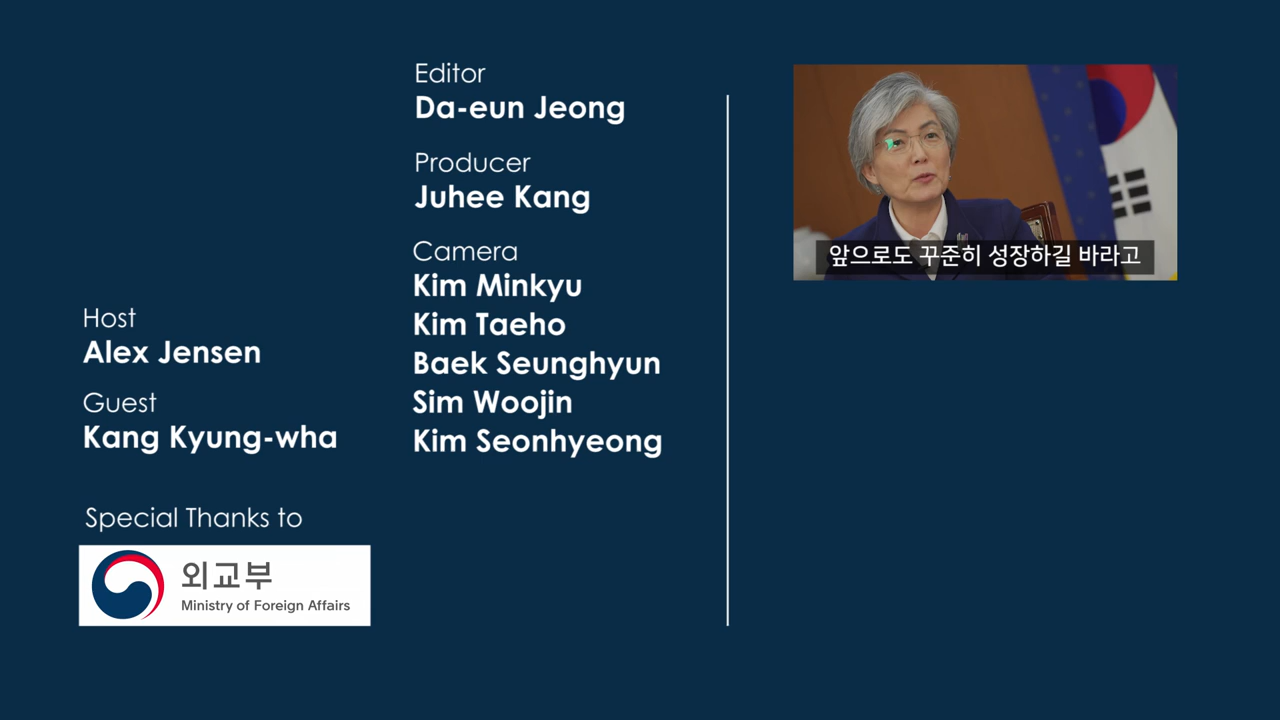 Host
Alex Jensen
Guest
Kang Kyung-wha
Special Thanks to
외교부
Ministry of Foreign Affairs
Editor
Da-eun Jeong
Producer
Juhee Kang
Camera
Kim Minkyu
Kim Taeho
Baek Seunghyun
Sim Woojin
Kim Seonhyeong
앞으로도 꾸준히 성장하길 바라고